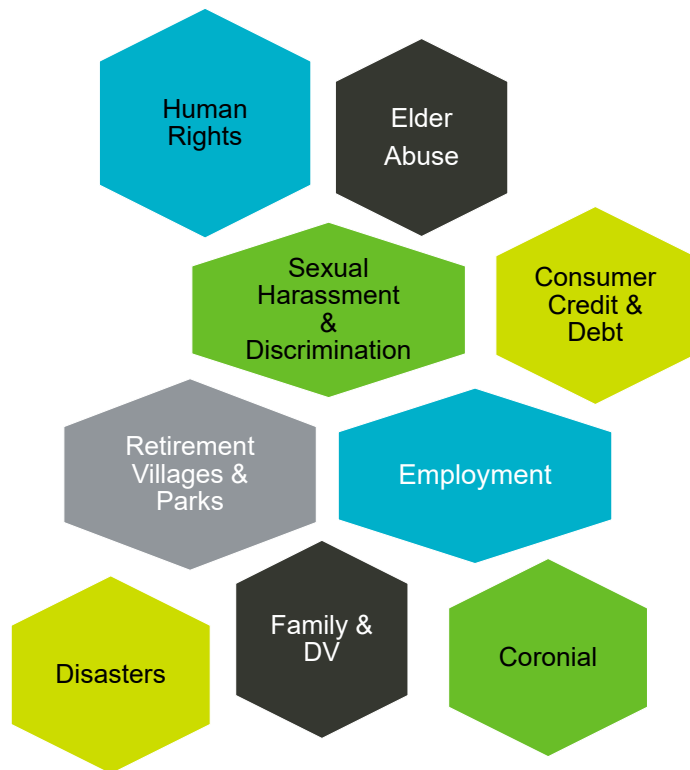 Human
Rights
Elder
Abuse
Sexual
Harassment
&
Discrimination
Consumer
Credit &
Debt
Retirement
Villages &
Parks
Employment
Family &
DV
Disasters
Coronial